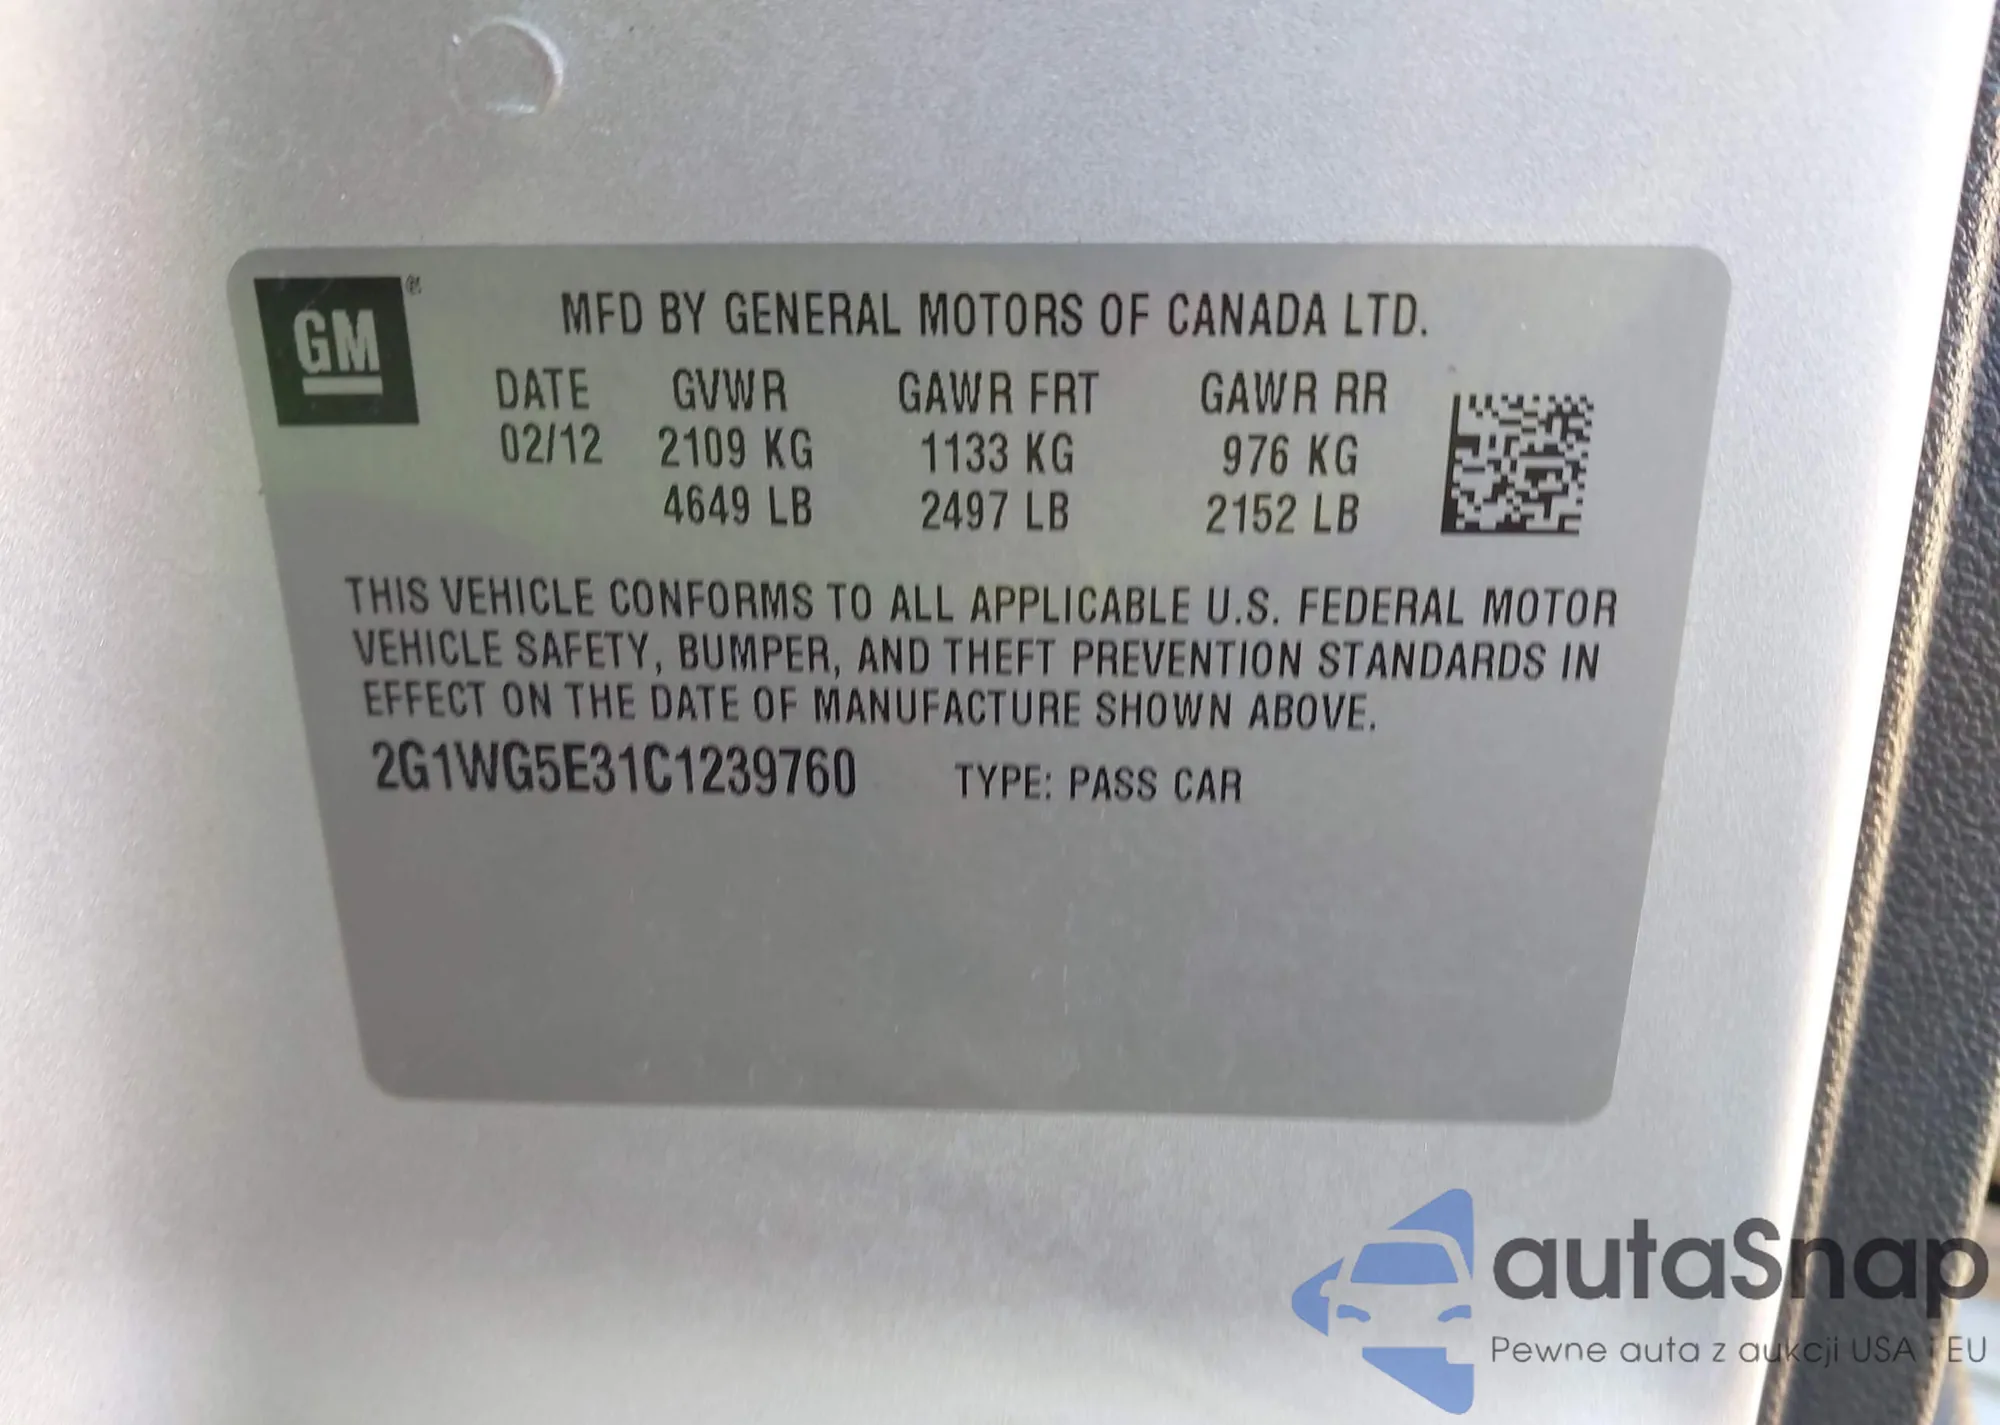 GM®
MFD BY GENERAL MOTORS OF CANADA LTD.
DATE GVWR GAWR FRT GAWR RR
02/12 2109 KG 1133 KG 976 KG
4649 LB 2497 LB 2152 LB
THIS VEHICLE CONFORMS TO ALL APPLICABLE U.S. FEDERAL MOTOR
VEHICLE SAFETY, BUMPER, AND THEFT PREVENTION STANDARDS IN
EFFECT ON THE DATE OF MANUFACTURE SHOWN ABOVE.
2G1WG5E31C1239760 TYPE: PASS CAR
autaSnap
Pewne auta z aukcji USA i EU